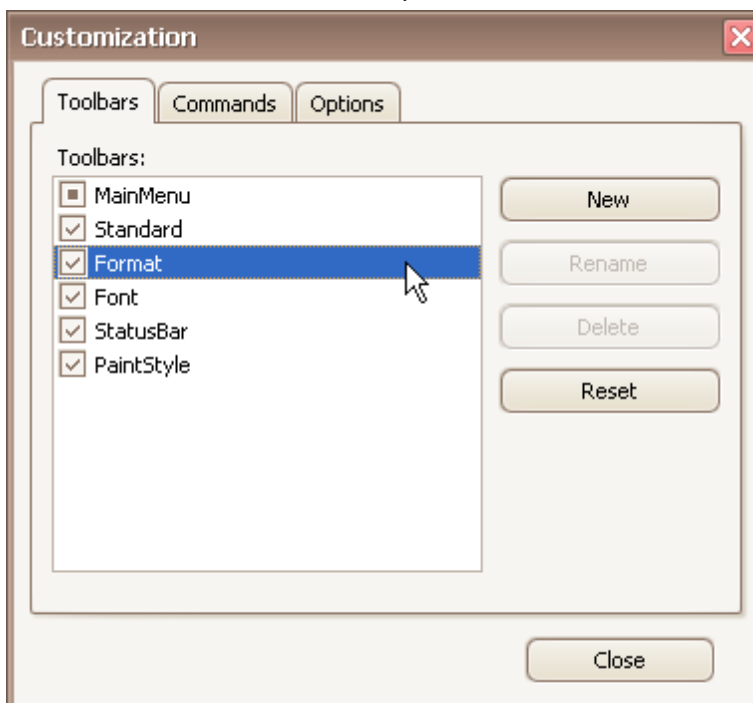 Customization
Toolbars Commands Options
Toolbars:
MainMenu
Standard
Format
Font
StatusBar
PaintStyle
New
Rename
Delete
Reset
Close